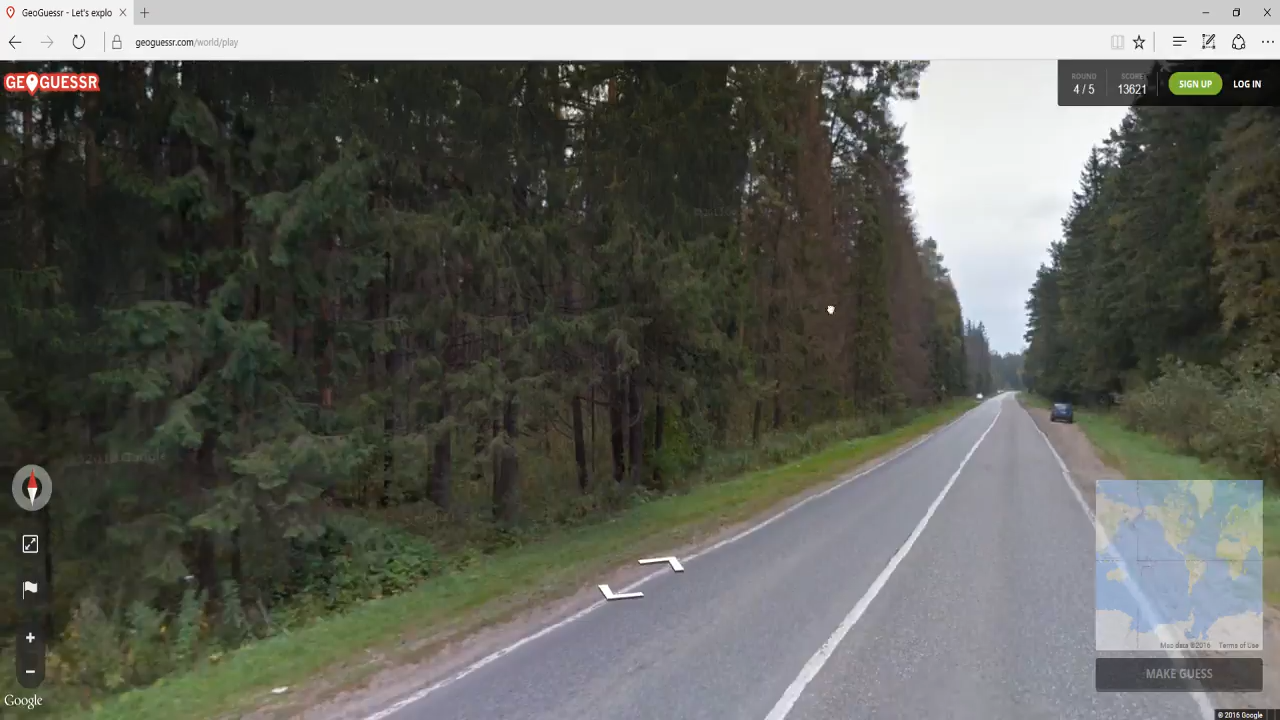 GeoGuessr - Let's explo
geoguessr.com/world/play
GEOGUESSR
ROUND
4 / 5
SCORE
13621
SIGN UP
LOG IN
Map data ©2016
Terms of Use
MAKE GUESS
Google
© 2016 Google